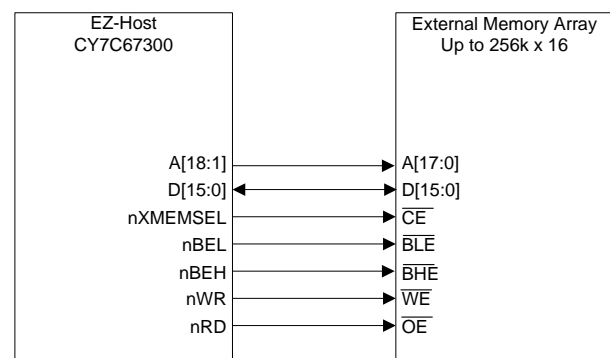 EZ-Host
CY7C67300
External Memory Array
Up to 256k x 16
A[18:1]
A[17:0]
D[15:0]
D[15:0]
nXMEMSEL
CE
nBEL
BLE
nBEH
BHE
nWR
WE
nRD
OE